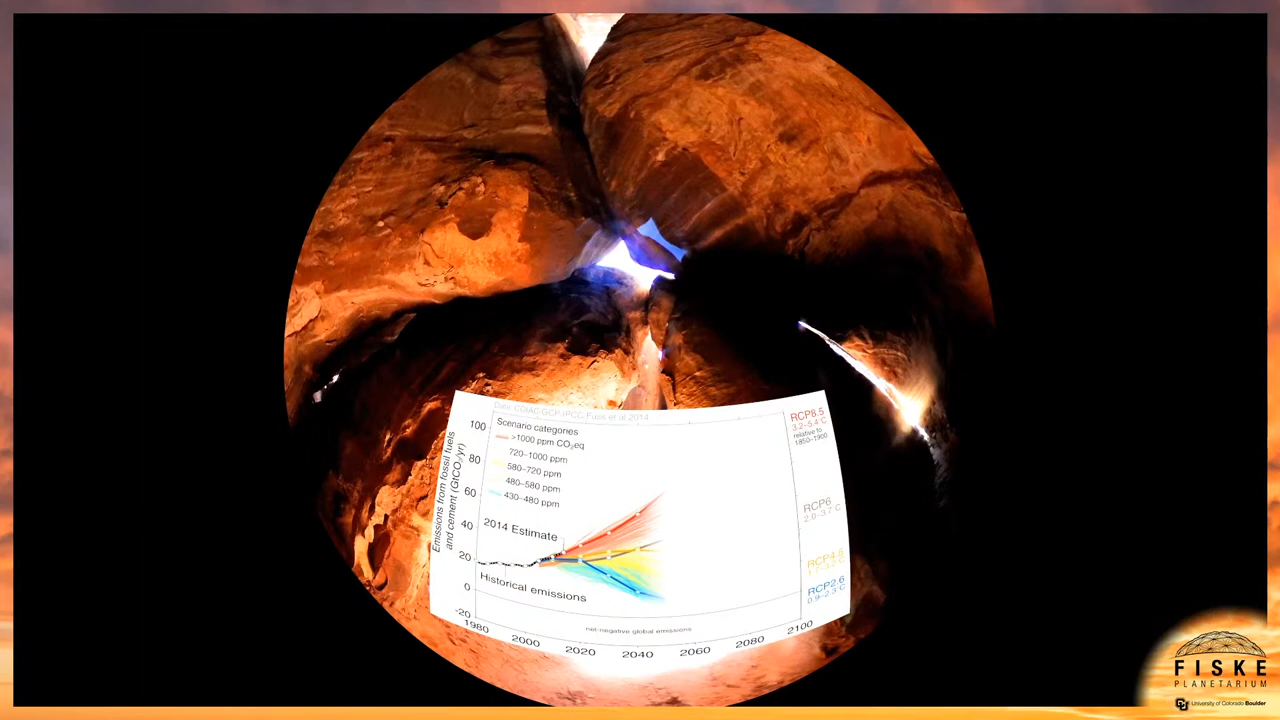 Data: CDIAC/GCP/IPCC/Fuss et al 2014
Emissions from fossil fuels
and cement (GtCO₂/yr)
100
80
60
40
20
0
-20
Scenario categories
>1000 ppm CO₂eq
720–1000 ppm
580–720 ppm
480–580 ppm
430–480 ppm
2014 Estimate
Historical emissions
net-negative global emissions
1980
2000
2020
2040
2060
2080
2100
RCP8.5
3.2–5.4°C
relative to
1850–1900
RCP6
2.0–3.7°C
RCP4.5
RCP2.6
0.9–2.3°C
FISKE
PLANETARIUM
CU
University of Colorado Boulder